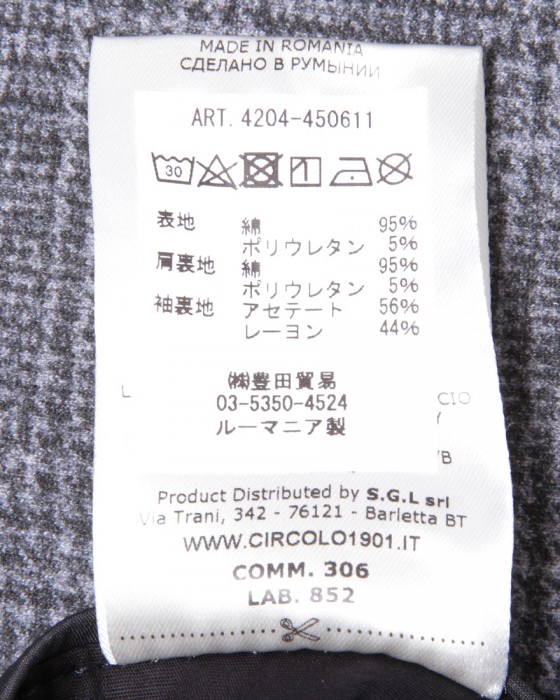 MADE IN ROMANIA
СДЕЛАНО В РУМЫНИИ
ART. 4204-450611
30
表地 綿 95%
ポリウレタン 5%
肩裏地 綿 95%
ポリウレタン 5%
袖裏地 アセテート 56%
レーヨン 44%
㈱豊田貿易
03-5350-4524
ルーマニア製
L CIO
Y
VB
Product Distributed by S.G.L srl
Via Trani, 342 - 76121 - Barletta BT
WWW.CIRCOLO1901.IT
COMM. 306
LAB. 852